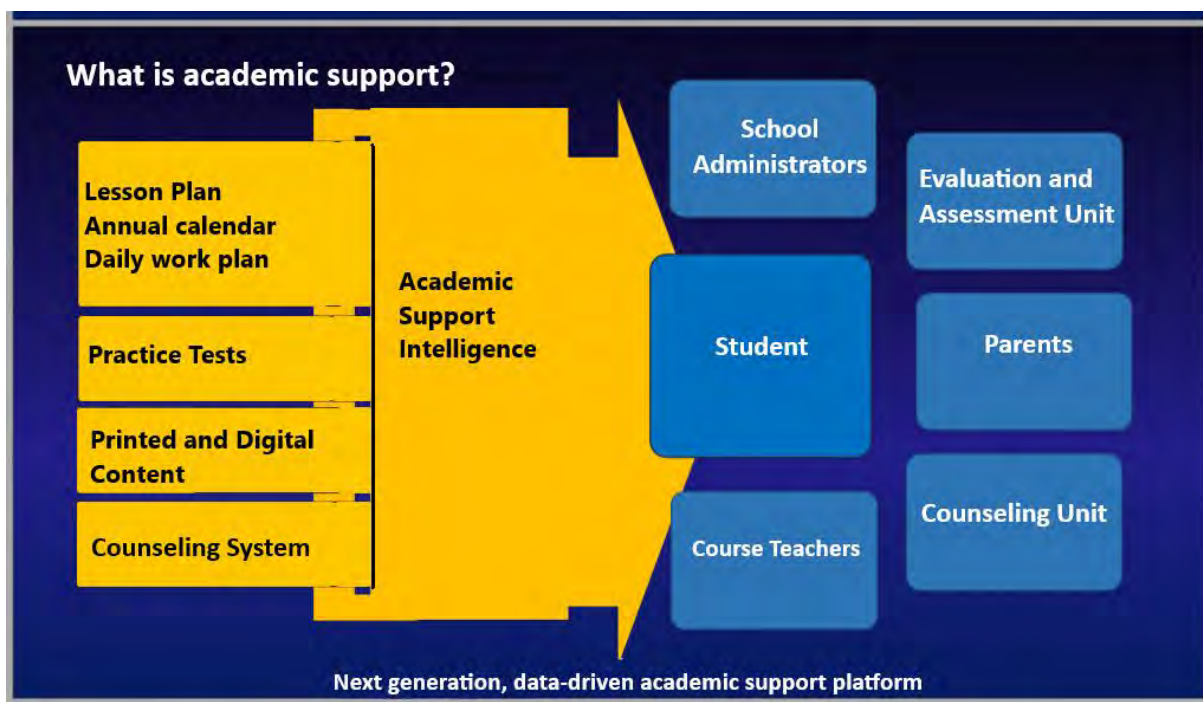 What is academic support?
Lesson Plan
Annual calendar
Daily work plan
Practice Tests
Printed and Digital
Content
Counseling System
Academic
Support
Intelligence
School
Administrators
Student
Course Teachers
Evaluation and
Assessment Unit
Parents
Counseling Unit
Next generation, data-driven academic support platform